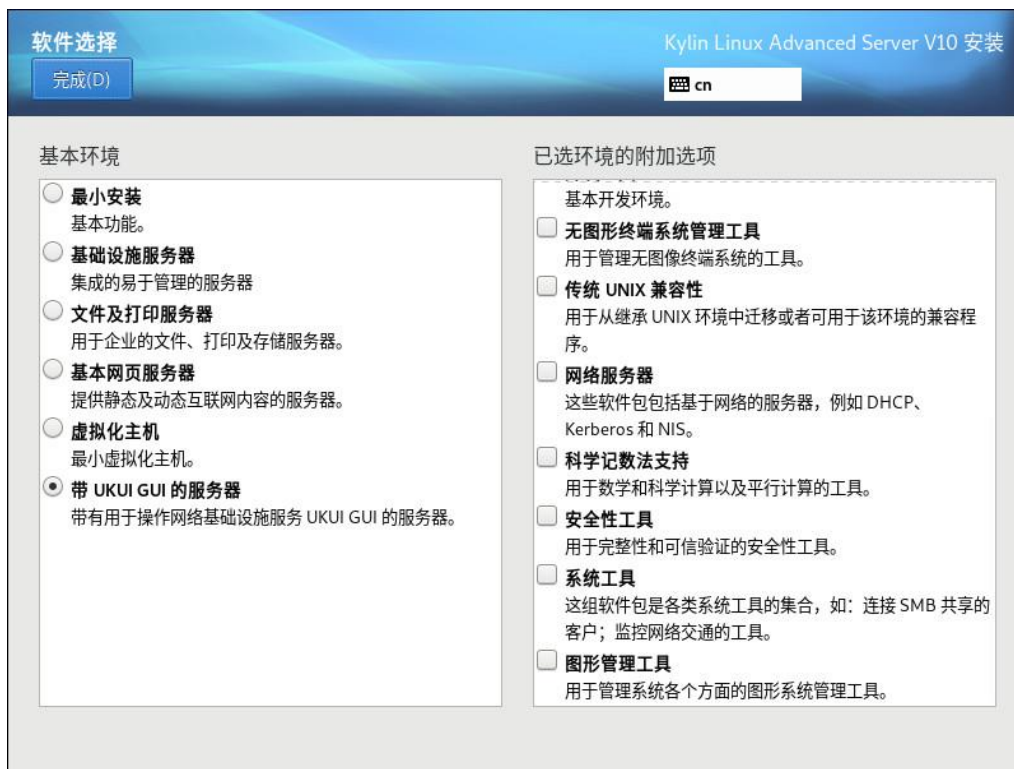 软件选择
Kylin Linux Advanced Server V10 安装
完成(D)
cn
基本环境
最小安装
基本功能。
基础设施服务器
集成的易于管理的服务器
文件及打印服务器
用于企业的文件、打印及存储服务器。
基本网页服务器
提供静态及动态互联网内容的服务器。
虚拟化主机
最小虚拟化主机。
带 UKUI GUI 的服务器
带有用于操作网络基础设施服务 UKUI GUI 的服务器。
已选环境的附加选项
基本开发环境。
无图形终端系统管理工具
用于管理无图像终端系统的工具。
传统 UNIX 兼容性
用于从继承 UNIX 环境中迁移或者可用于该环境的兼容程
序。
网络服务器
这些软件包包括基于网络的服务器，例如 DHCP、
Kerberos 和 NIS。
科学记数法支持
用于数学和科学计算以及平行计算的工具。
安全性工具
用于完整性和可信验证的安全性工具。
系统工具
这组软件包是各类系统工具的集合，如：连接 SMB 共享的
客户；监控网络交通的工具。
图形管理工具
用于管理系统各个方面的图形系统管理工具。